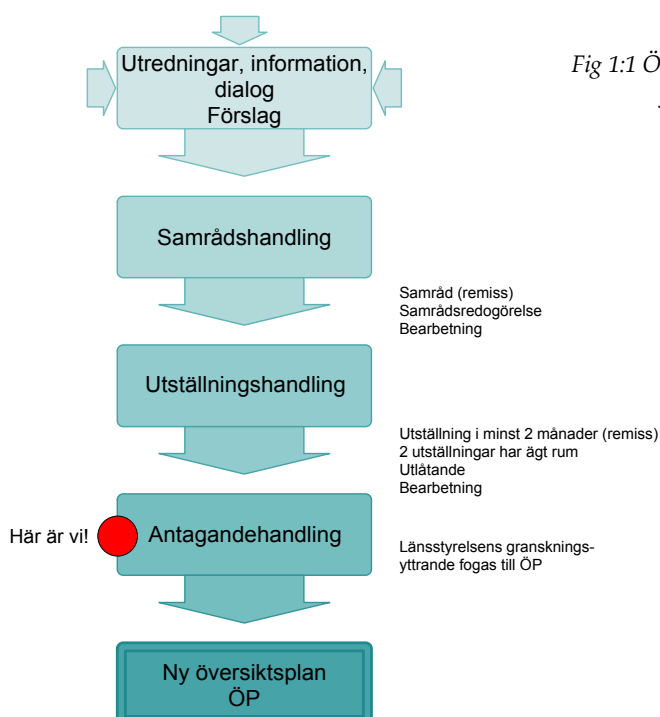 Utredningar, information,
dialog
Förslag
Fig 1:1 Ö
Samrådshandling
Samråd (remiss)
Samrådsredogörelse
Bearbetning
Utställningshandling
Utställning i minst 2 månader (remiss)
2 utställningar har ägt rum
Utlåtande
Bearbetning
Här är vi!
Antagandehandling
Länsstyrelsens gransknings-
yttrande fogas till ÖP
Ny översiktsplan
ÖP